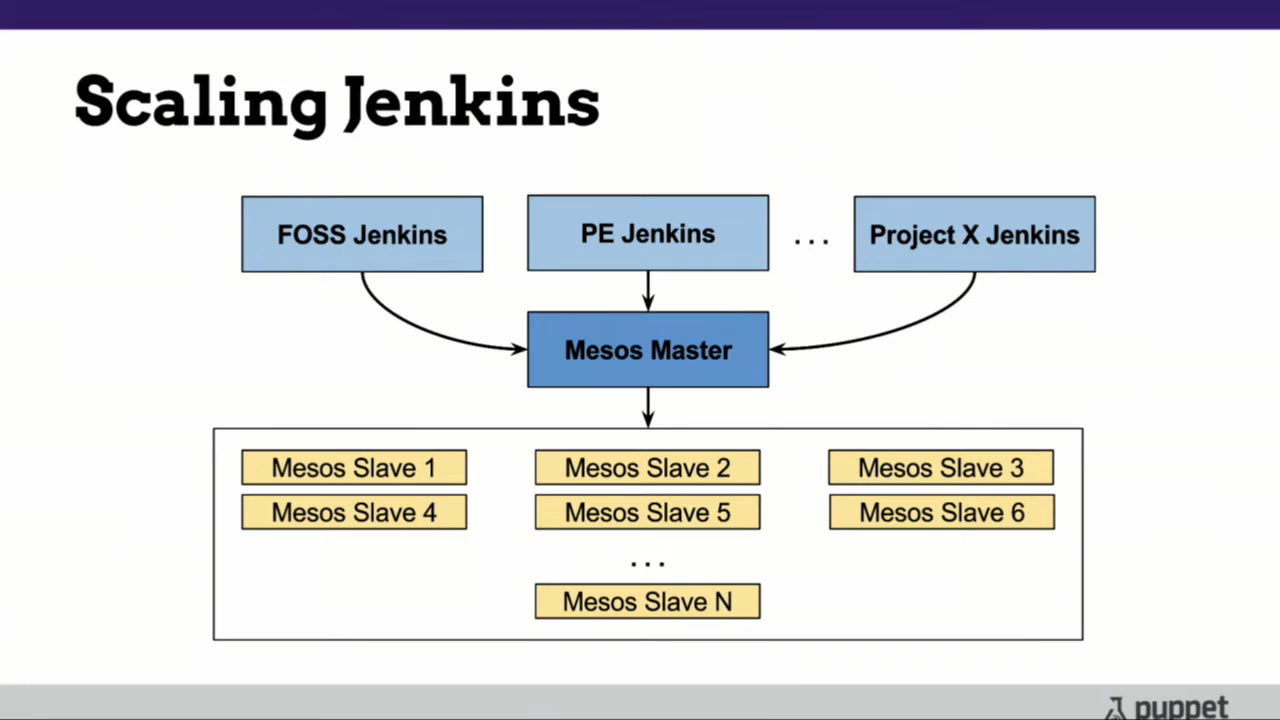 Scaling Jenkins
FOSS Jenkins
PE Jenkins
...
Project X Jenkins
Mesos Master
Mesos Slave 1
Mesos Slave 2
Mesos Slave 3
Mesos Slave 4
Mesos Slave 5
Mesos Slave 6
...
Mesos Slave N
puppet